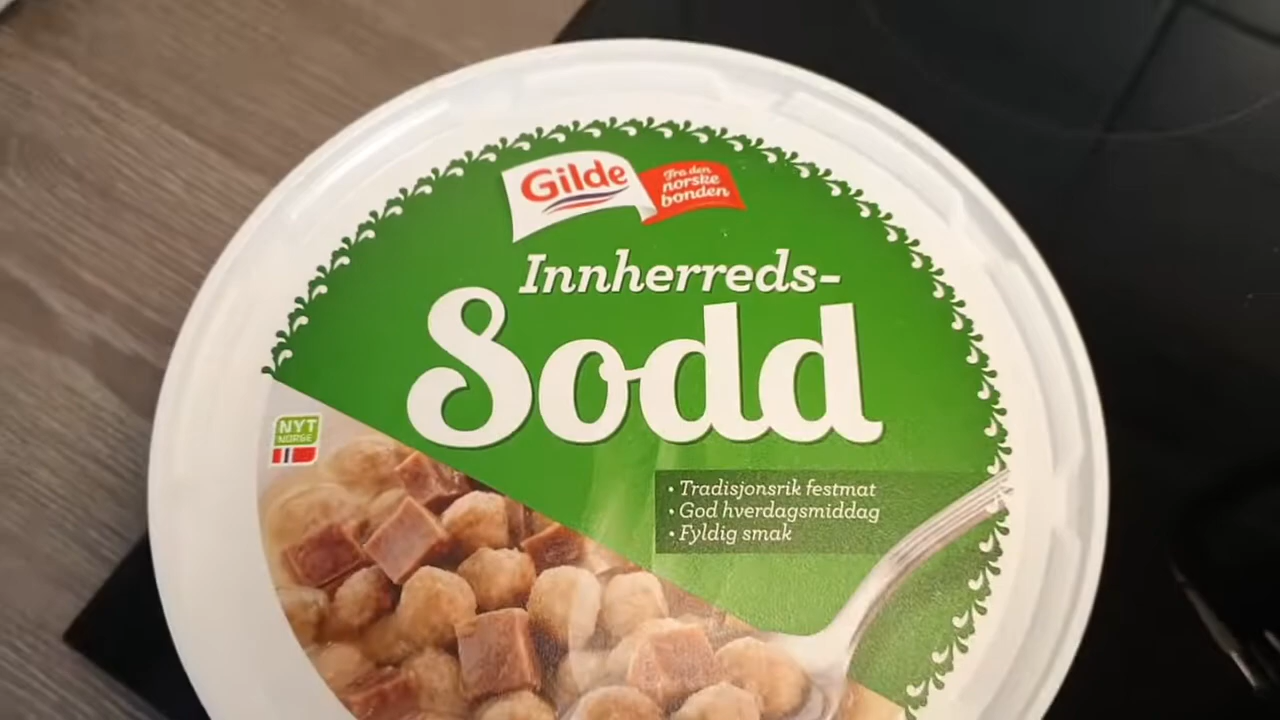 Gilde
Fra den
norske
bonden
Innherreds-
Sodd
NYT
NORGE
• Tradisjonsrik festmat
• God hverdagsmiddag
• Fyldig smak